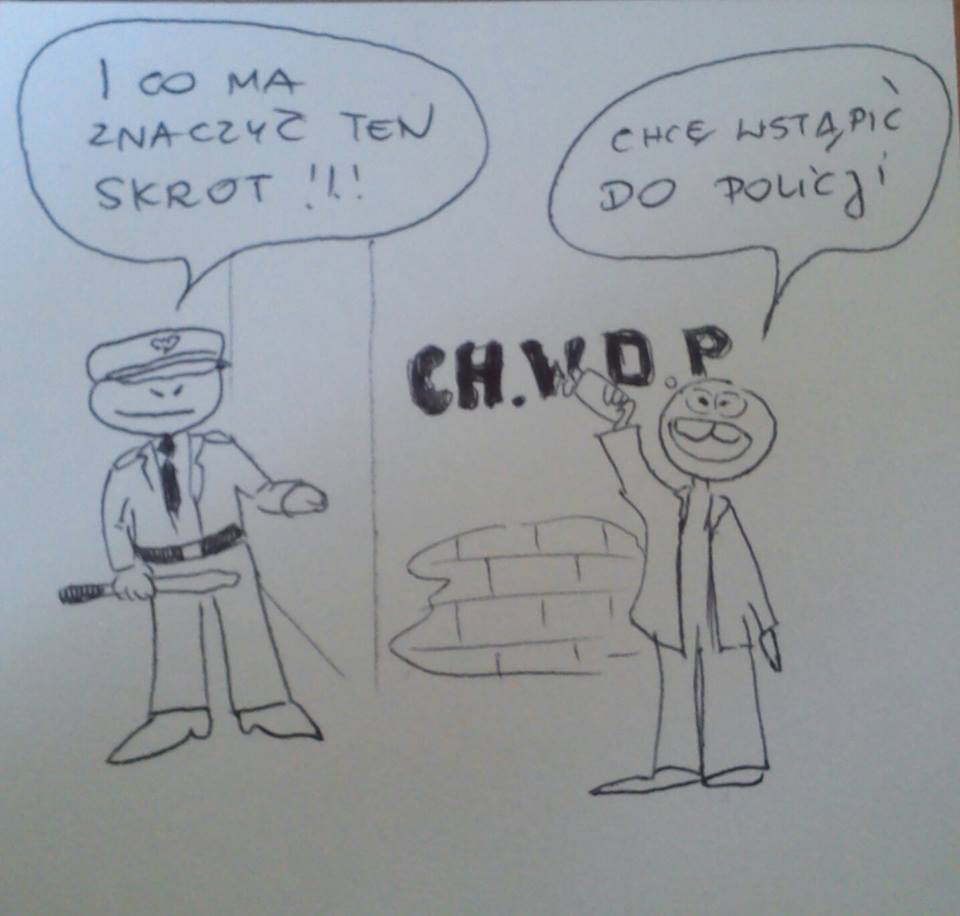 I CO MA
ZNACZYĆ TEN
SKROT !!!
CHCĘ WSTĄPIĆ
DO POLICJI
CH.W.D.P